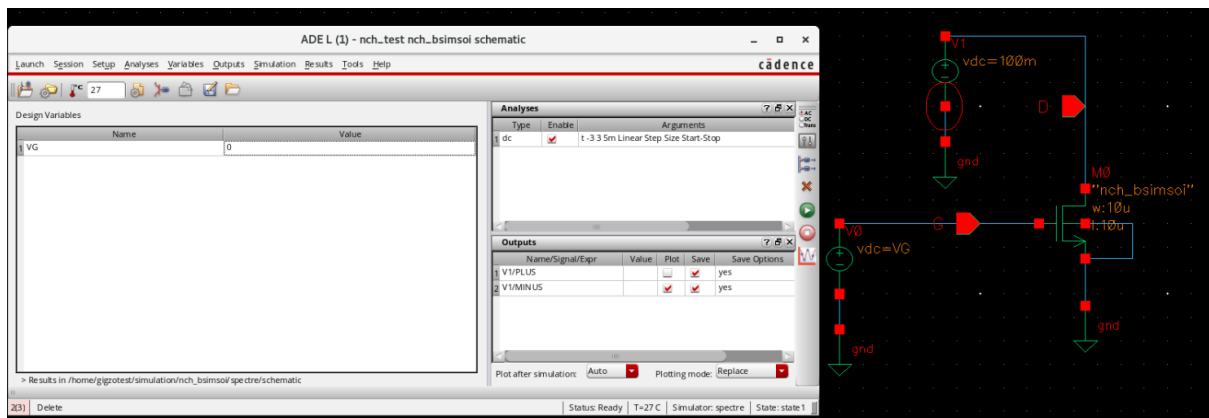 ADE L (1) - nch_test nch_bsimsoi schematic
Launch Session Setup Analyses Variables Outputs Simulation Results Tools Help
cādence
T°C 27
Design Variables
Name Value
1 VG 0
> Results in /home/gigzotest/simulation/nch_bsimsoi/spectre/schematic
Analyses
Type Enable Arguments
1 dc t -3 3 5m Linear Step Size Start-Stop
Outputs
Name/Signal/Expr Value Plot Save Save Options
1 V1/PLUS yes
2 V1/MINUS yes
Plot after simulation: Auto Plotting mode: Replace
AC
DC
Trans
2(3) Delete
Status: Ready T=27 C Simulator: spectre State: state1
V1
vdc=100m
D
gnd
M0
"nch_bsimsoi"
w:10u
l:10u
G
V0
vdc=VG
gnd
gnd